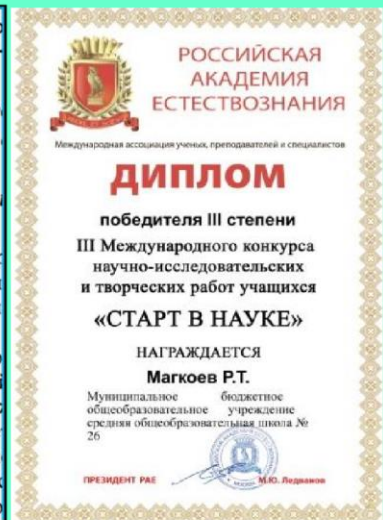 РОССИЙСКАЯ
АКАДЕМИЯ
ЕСТЕСТВОЗНАНИЯ
Международная ассоциация ученых, преподавателей и специалистов
ДИПЛОМ
победителя III степени
III Международного конкурса
научно-исследовательских
и творческих работ учащихся
«СТАРТ В НАУКЕ»
НАГРАЖДАЕТСЯ
Магкоев Р.Т.
Муниципальное бюджетное
общеобразовательное учреждение
средняя общеобразовательная школа №
26
ПРЕЗИДЕНТ РАЕ М.Ю. Ледванов